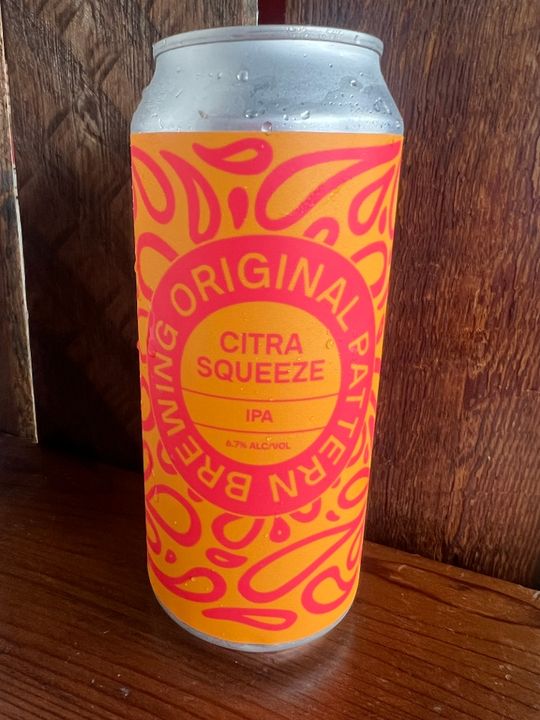 ORIGINAL PATTERN BREWING
CITRA
SQUEEZE
IPA
6.7% ALC/VOL